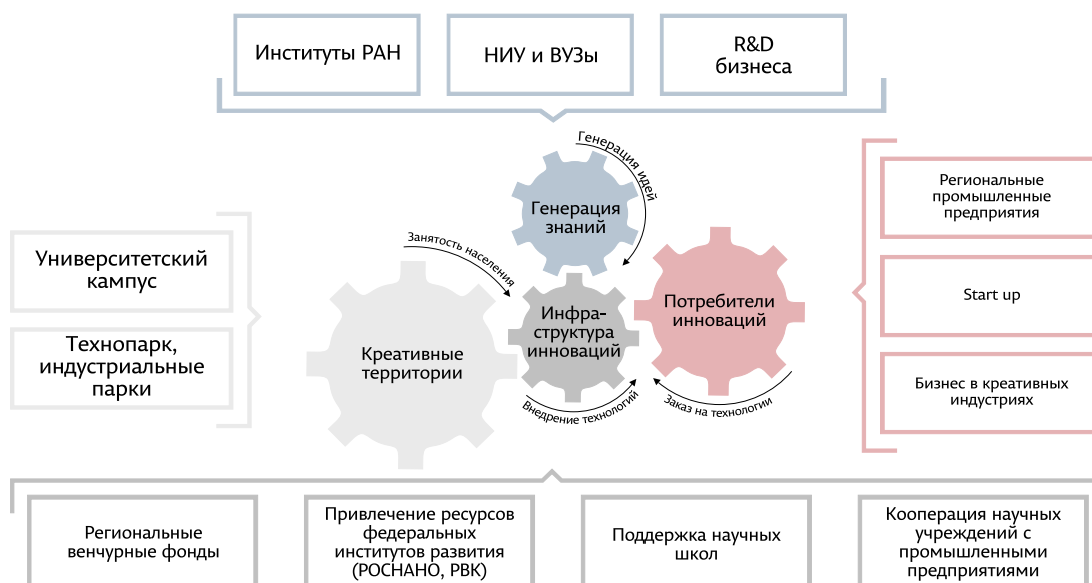 Институты РАН
НИУ и ВУЗы
R&D
бизнеса
Генерация идей
Генерация
знаний
Региональные
промышленные
предприятия
Университетский
кампус
Занятость населения
Start up
Потребители
инноваций
Инфра-
структура
инноваций
Технопарк,
индустриальные
парки
Креативные
территории
Бизнес в креативных
индустриях
Внедрение технологий
Заказ на технологии
Региональные
венчурные фонды
Привлечение ресурсов
федеральных
институтов развития
(РОСНАНО, РВК)
Поддержка научных
школ
Кооперация научных
учреждений с
промышленными
предприятиями